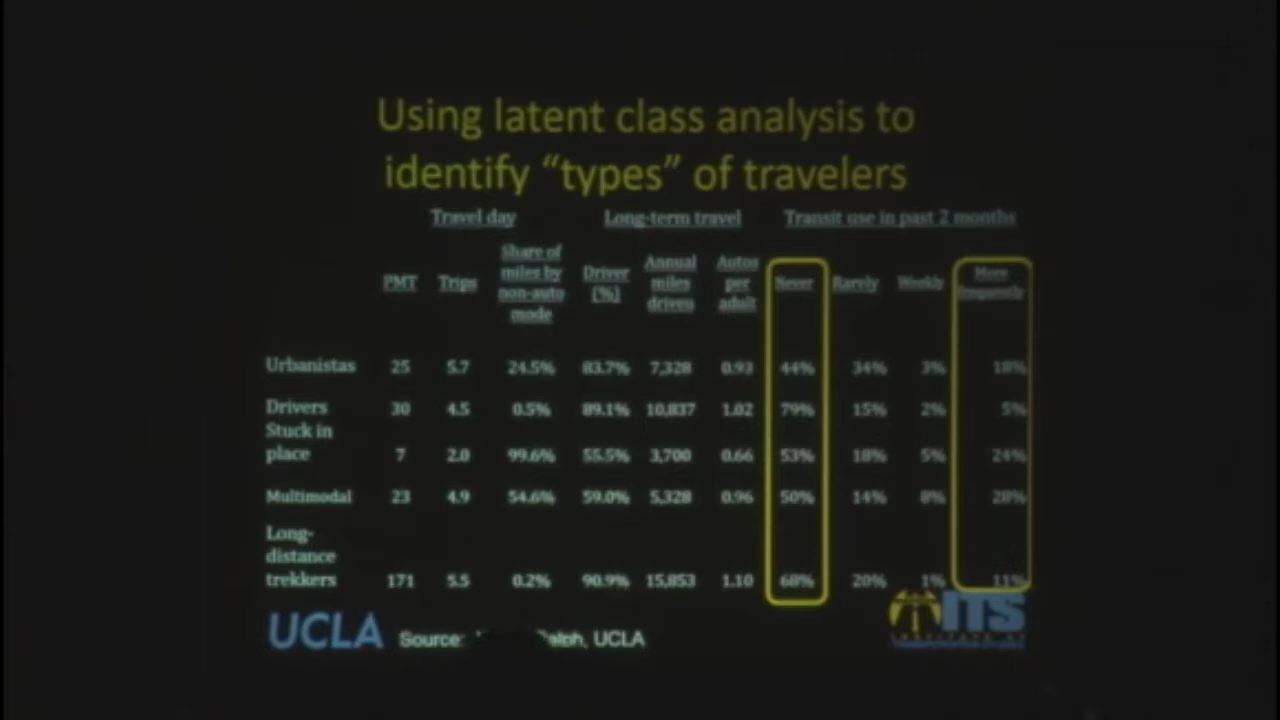 Using latent class analysis to
identify “types” of travelers
Travel day Long-term travel Transit use in past 2 months
PMT Trips Share of miles by non-auto mode Driver (%) Annual miles driven Autos per adult Never Rarely Weekly More frequently
Urbanistas 25 5.7 24.5% 83.7% 7,328 0.93 44% 34% 3% 18%
Drivers 30 4.5 0.5% 89.1% 10,837 1.02 79% 15% 2% 5%
Stuck in
place 7 2.0 99.6% 55.5% 3,700 0.66 53% 18% 5% 24%
Multimodal 23 4.9 54.6% 59.0% 5,328 0.96 50% 14% 8% 28%
Long-
distance
trekkers 171 5.5 0.2% 90.9% 15,853 1.10 68% 20% 1% 11%
UCLA Source: UCLA ITS